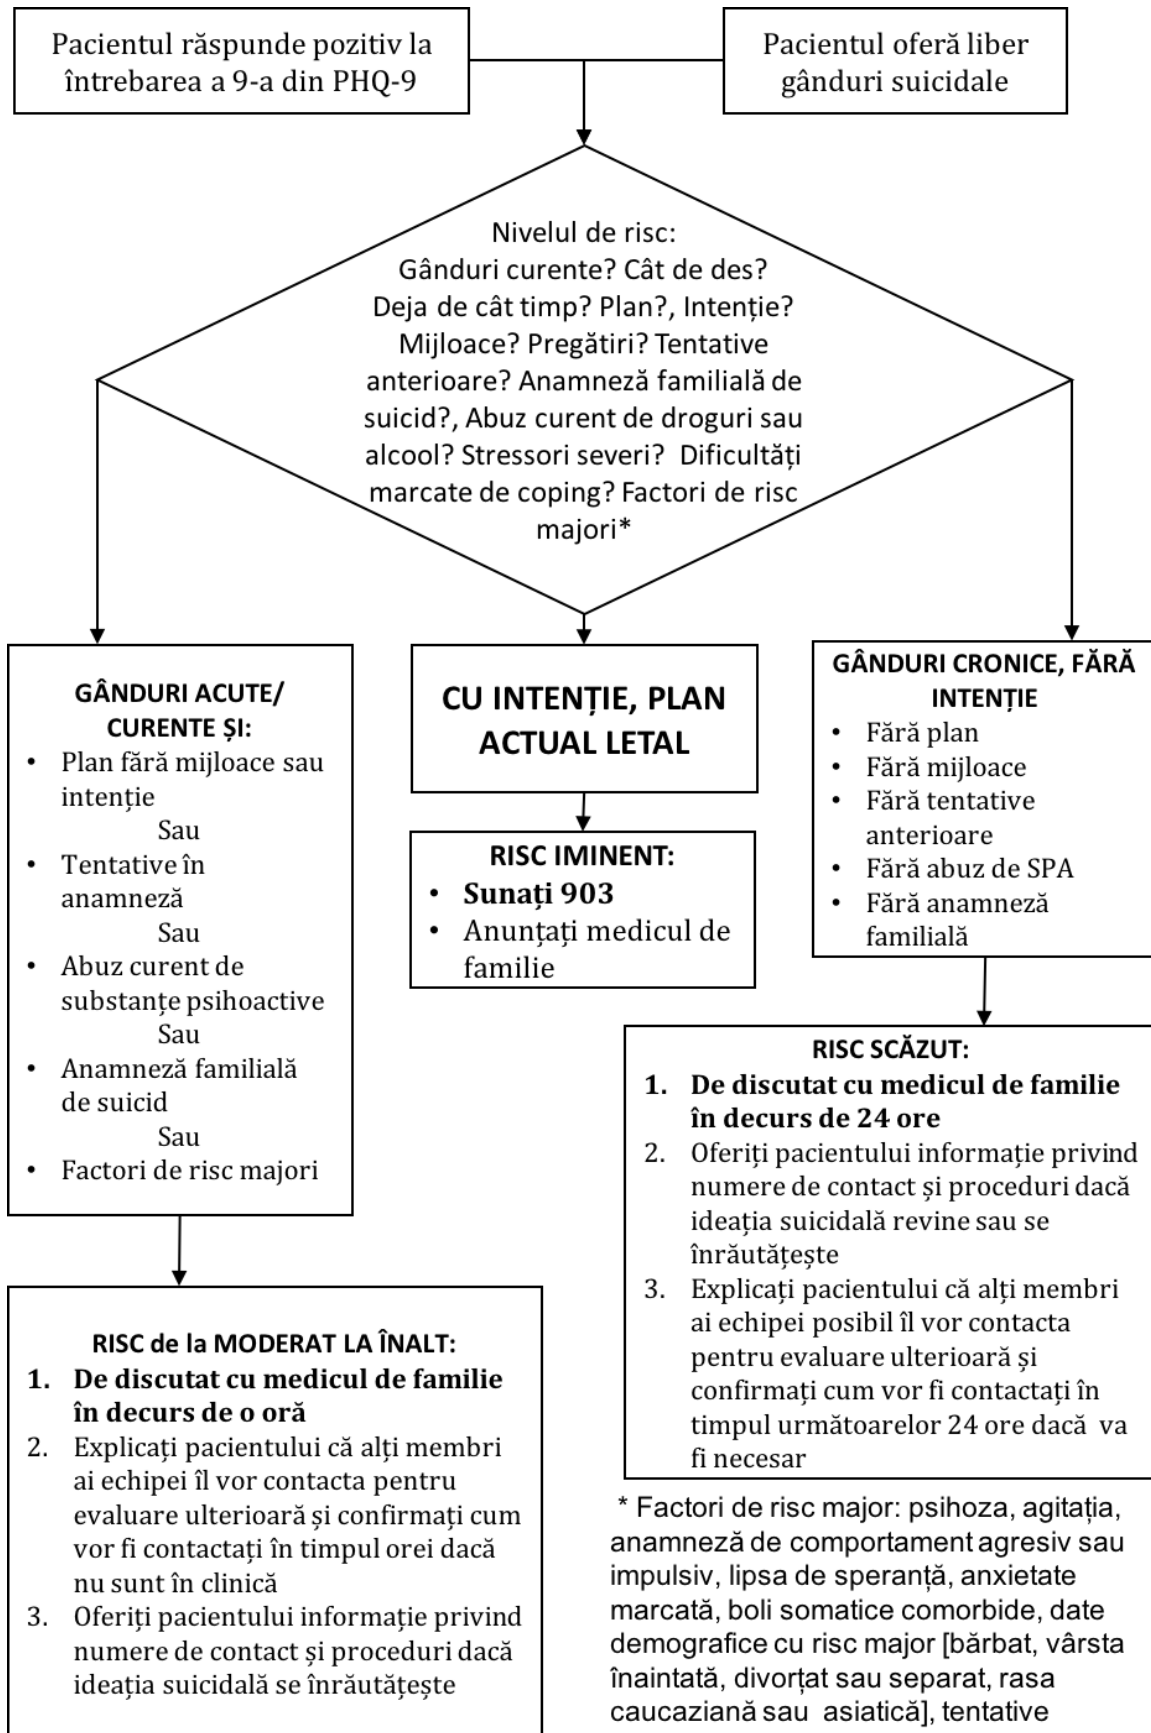 Pacientul răspunde pozitiv la
întrebarea a 9-a din PHQ-9
Pacientul oferă liber
gânduri suicidale
Nivelul de risc:
Gânduri curente? Cât de des?
Deja de cât timp? Plan?, Intenție?
Mijloace? Pregătiri? Tentative
anterioare? Anamneză familială de
suicid?, Abuz curent de droguri sau
alcool? Stressori severi? Dificultăți
marcate de coping? Factori de risc
majori*
GÂNDURI ACUTE/
CURENTE ȘI:
• Plan fără mijloace sau
intenție
Sau
• Tentative în
anamneză
Sau
• Abuz curent de
substanțe psihoactive
Sau
• Anamneză familială
de suicid
Sau
• Factori de risc majori
CU INTENȚIE, PLAN
ACTUAL LETAL
RISC IMINENT:
• Sunați 903
• Anunțați medicul de
familie
GÂNDURI CRONICE, FĂRĂ
INTENȚIE
• Fără plan
• Fără mijloace
• Fără tentative
anterioare
• Fără abuz de SPA
• Fără anamneză
familială
RISC de la MODERAT LA ÎNALT:
1. De discutat cu medicul de familie
în decurs de o oră
2. Explicați pacientului că alți membri
ai echipei îl vor contacta pentru
evaluare ulterioară și confirmați cum
vor fi contactați în timpul orei dacă
nu sunt în clinică
3. Oferiți pacientului informație privind
numere de contact și proceduri dacă
ideația suicidală se înrăutățește
RISC SCĂZUT:
1. De discutat cu medicul de familie
în decurs de 24 ore
2. Oferiți pacientului informație privind
numere de contact și proceduri dacă
ideația suicidală revine sau se
înrăutățește
3. Explicați pacientului că alți membri
ai echipei posibil îl vor contacta
pentru evaluare ulterioară și
confirmați cum vor fi contactați în
timpul următoarelor 24 ore dacă va
fi necesar
* Factori de risc major: psihoza, agitația,
anamneză de comportament agresiv sau
impulsiv, lipsa de speranță, anxietate
marcată, boli somatice comorbide, date
demografice cu risc major [bărbat, vârsta
înaintată, divorțat sau separat, rasa
caucaziană sau asiatică], tentative